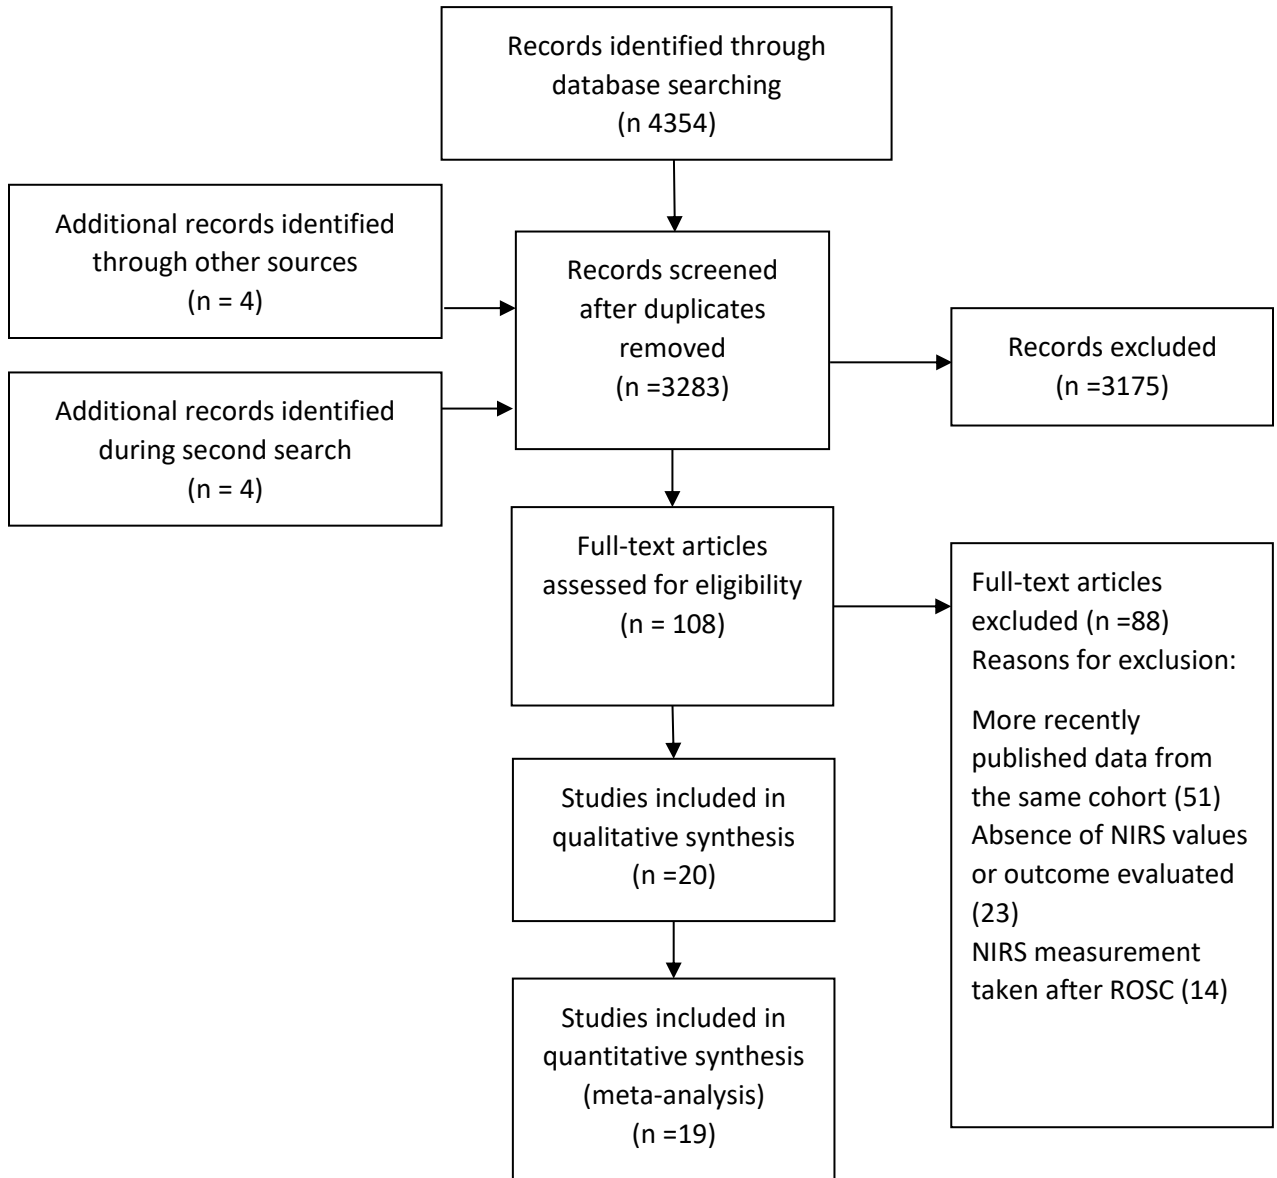 Records identified through
database searching
(n 4354)
Additional records identified
through other sources
(n = 4)
Additional records identified
during second search
(n = 4)
Records screened
after duplicates
removed
(n =3283)
Records excluded
(n =3175)
Full-text articles
assessed for eligibility
(n = 108)
Full-text articles
excluded (n =88)
Reasons for exclusion:
More recently
published data from
the same cohort (51)
Absence of NIRS values
or outcome evaluated
(23)
NIRS measurement
taken after ROSC (14)
Studies included in
qualitative synthesis
(n =20)
Studies included in
quantitative synthesis
(meta-analysis)
(n =19)